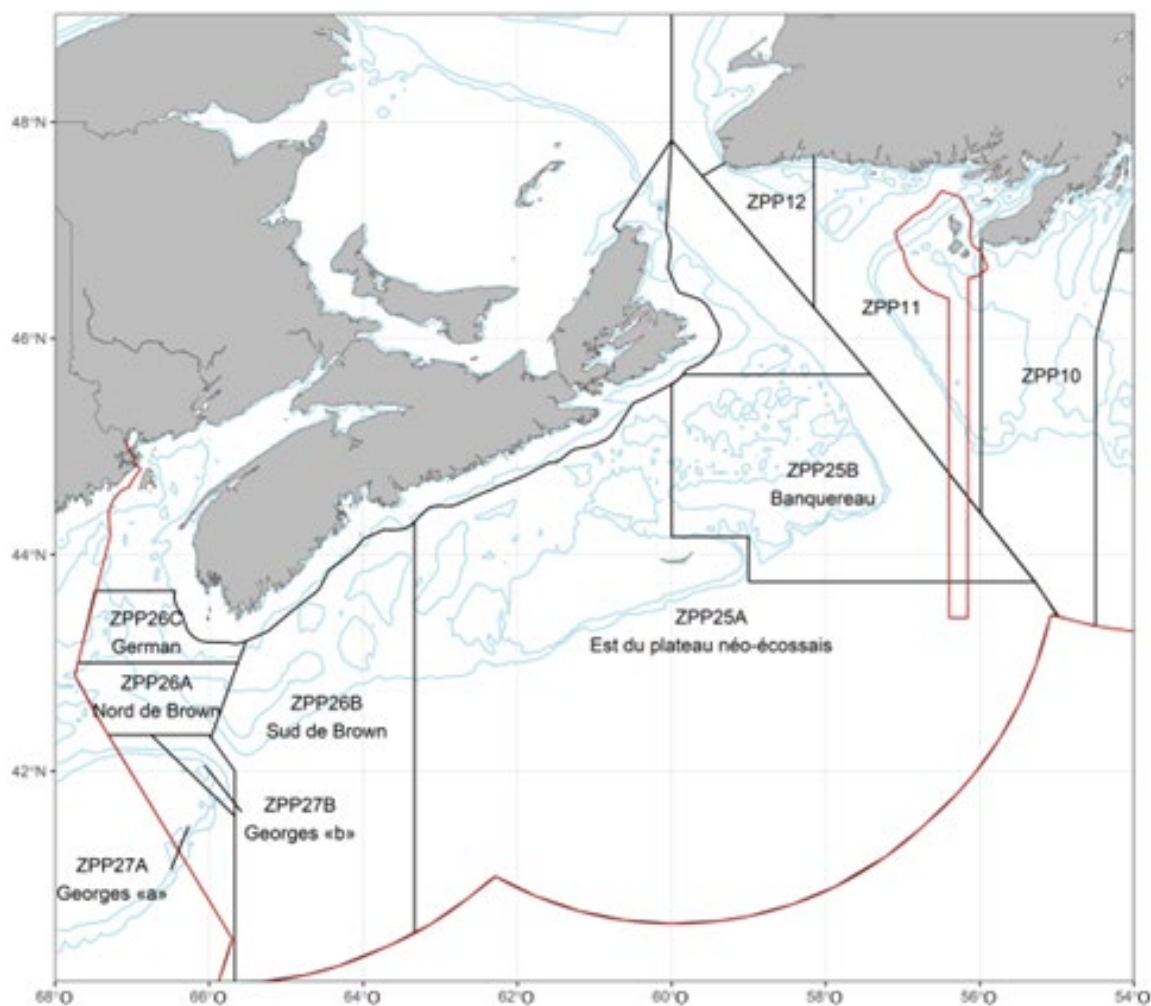 48°N
46°N
44°N
42°N
ZPP12
ZPP11
ZPP10
ZPP25B
Banquereau
ZPP25A
Est du plateau néo-écossais
ZPP26C
German
ZPP26A
Nord de Brown
ZPP26B
Sud de Brown
ZPP27B
Georges «b»
ZPP27A
Georges «a»
68°O
66°O
64°O
62°O
60°O
58°O
56°O
54°O